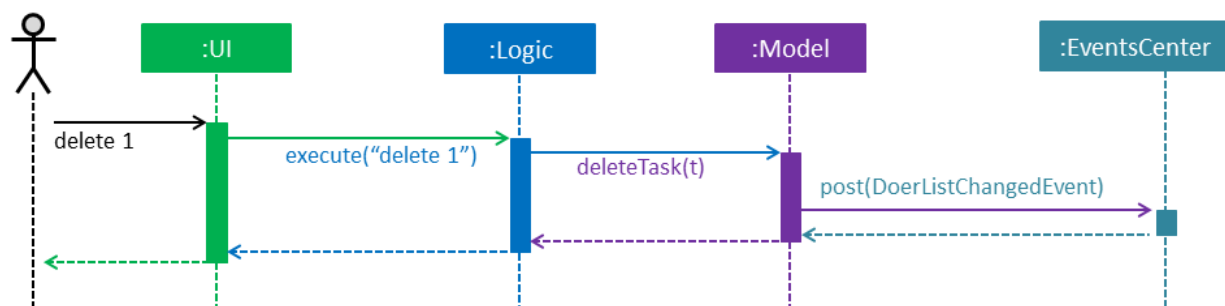 :UI
:Logic
:Model
:EventsCenter
delete 1
execute(“delete 1”)
deleteTask(t)
post(DoerListChangedEvent)